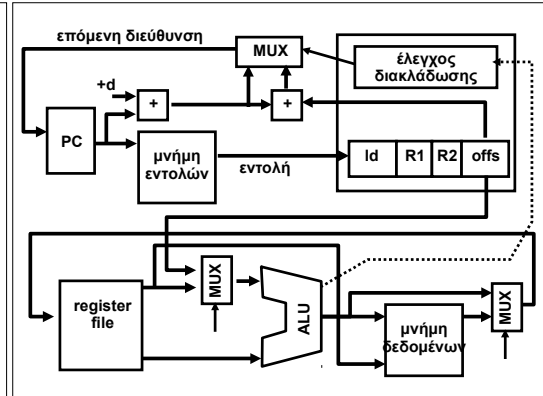 επόμενη διεύθυνση
MUX
έλεγχος
διακλάδωσης
+d
+
+
PC
μνήμη
εντολών
εντολή
ld R1 R2 offs
register
file
MUX
ALU
μνήμη
δεδομένων
MUX